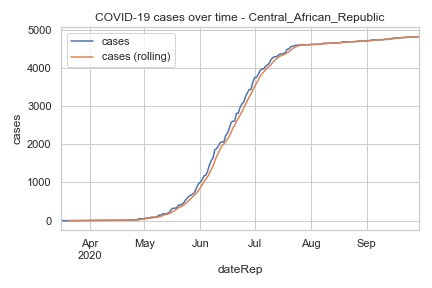 COVID-19 cases over time - Central_African_Republic
cases
cases (rolling)
5000
4000
3000
2000
1000
0
cases
Apr
2020
May
Jun
Jul
Aug
Sep
dateRep